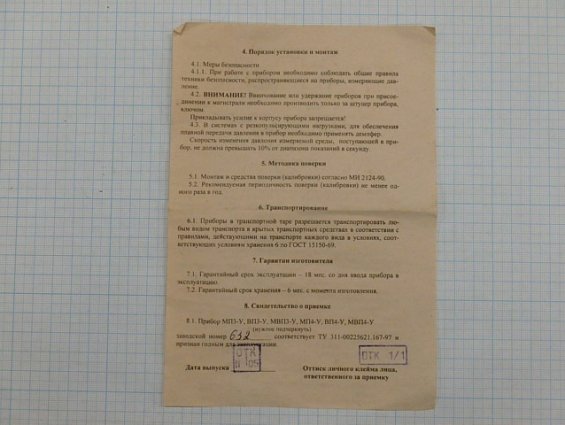 4. Порядок установки и монтаж
4.1. Меры безопасности
4.1.1. При работе с прибором необходимо соблюдать общие правила
техники безопасности, распространяющиеся на приборы, измеряющие дав-
ление.
4.2. ВНИМАНИЕ! Ввинчивание или удержание приборов при присое-
динении к магистрали необходимо производить только за штуцер прибора,
ключом.
Прикладывать усилие к корпусу прибора запрещается!
4.3. В системах с резкопульсирующими нагрузками, для обеспечения
плавной передачи давления в прибор необходимо применять демпфер.
Скорость изменения давления измеряемой среды, поступающей в при-
бор, не должна превышать 10% от диапазона показаний в секунду.
5. Методика поверки
5.1. Монтаж и средства поверки (калибровки) согласно МИ 2124-90.
5.2. Рекомендуемая периодичность поверки (калибровки) не менее од-
ного раза в год.
6. Транспортирование
6.1. Приборы в транспортной таре разрешается транспортировать лю-
бым видом транспорта в крытых транспортных средствах в соответствии с
правилами, действующими на транспорте каждого вида в условиях, соот-
ветствующих условиям хранения 6 по ГОСТ 15150-69.
7. Гарантии изготовителя
7.1. Гарантийный срок эксплуатации – 18 мес. со дня ввода прибора в
эксплуатацию.
7.2. Гарантийный срок хранения – 6 мес. с момента изготовления.
8. Свидетельство о приемке
8.1. Прибор МП3-У, ВП3-У, МВП3-У, МП4-У, ВП4-У, МВП4-У
(нужное подчеркнуть)
заводской номер 632 соответствует ТУ 311-00225621.167-97 и
признан годным для эксплуатации.
ОТК
05
ОТК 1/1
Дата выпуска
Оттиск личного клейма лица,
ответственного за приемку